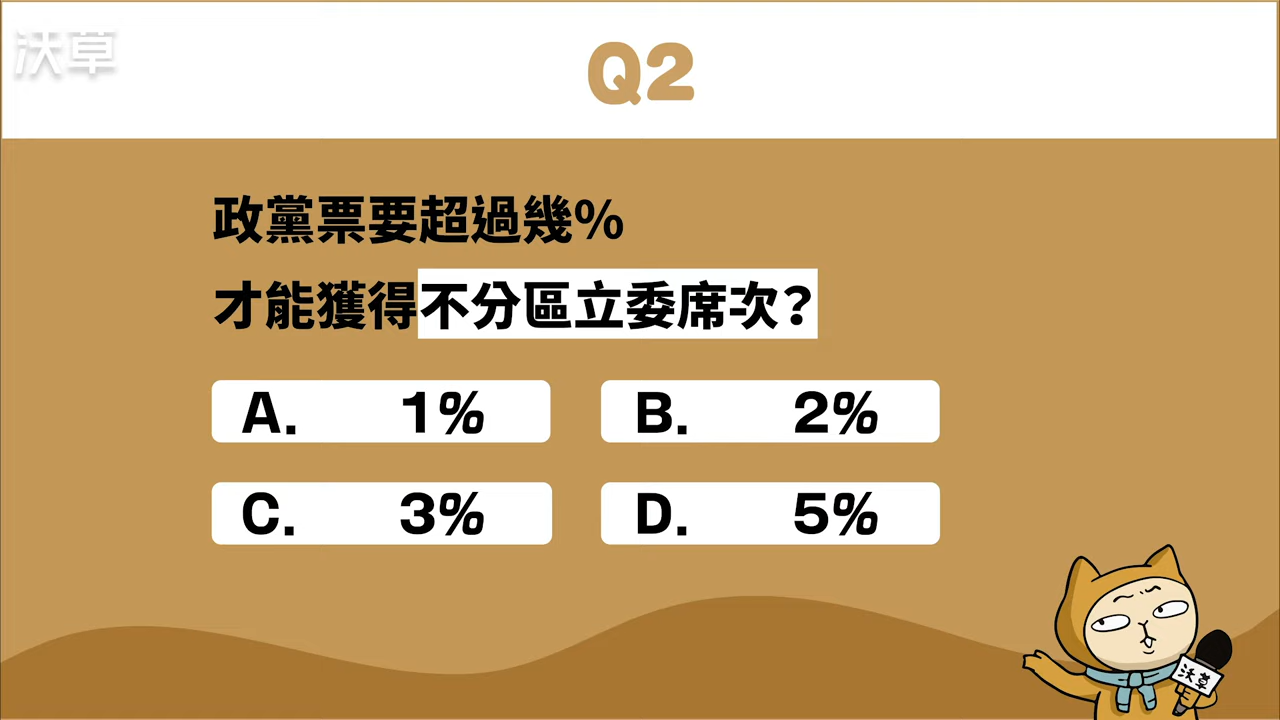 沃草
Q2
政黨票要超過幾%
才能獲得不分區立委席次？
A. 1%
B. 2%
C. 3%
D. 5%
沃草